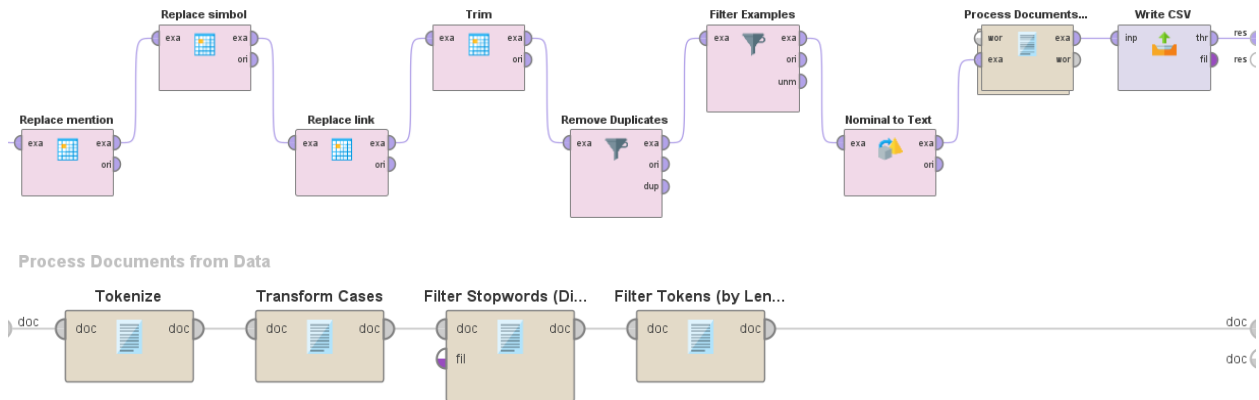 Replace simbol
Trim
Filter Examples
Process Documents...
Write CSV
exa exa
ori
exa exa
ori
exa exa
ori
unm
wor exa
exa wor
inp thr
fil
res
res
Replace mention
Replace link
Remove Duplicates
Nominal to Text
exa exa
ori
exa exa
ori
exa exa
ori
dup
exa exa
ori
Process Documents from Data
Tokenize
Transform Cases
Filter Stopwords (Di...
Filter Tokens (by Len...
doc
doc doc
doc doc
doc doc
fil
doc doc
doc
doc